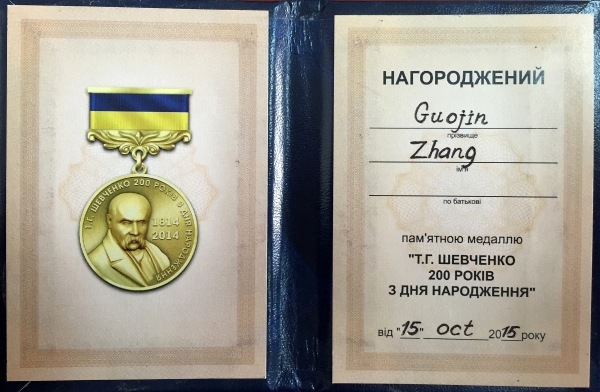 Т.Г. ШЕВЧЕНКО 200 РОКІВ З ДНЯ НАРОДЖЕННЯ
1814
2014
НАГОРОДЖЕНИЙ
Guojin
прізвище
Zhang
ім'я
по батькові
пам'ятною медаллю
"Т.Г. ШЕВЧЕНКО
200 РОКІВ
З ДНЯ НАРОДЖЕННЯ"
від "15" oct 2015 року